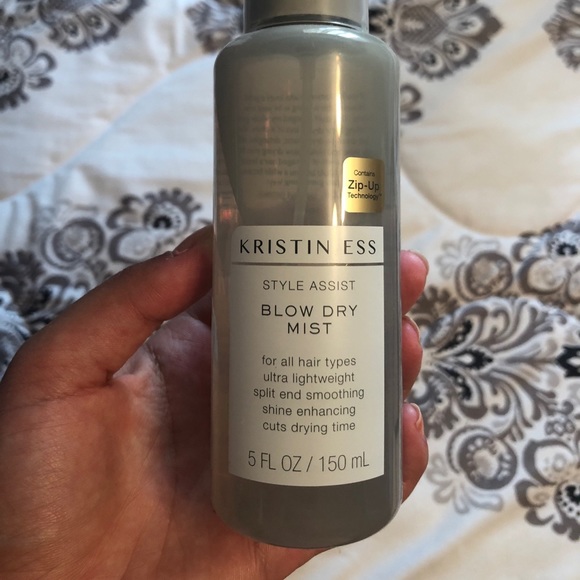 Contains
Zip-Up
Technology™
KRISTIN ESS
STYLE ASSIST
BLOW DRY
MIST
for all hair types
ultra lightweight
split end smoothing
shine enhancing
cuts drying time
5 FL OZ / 150 mL